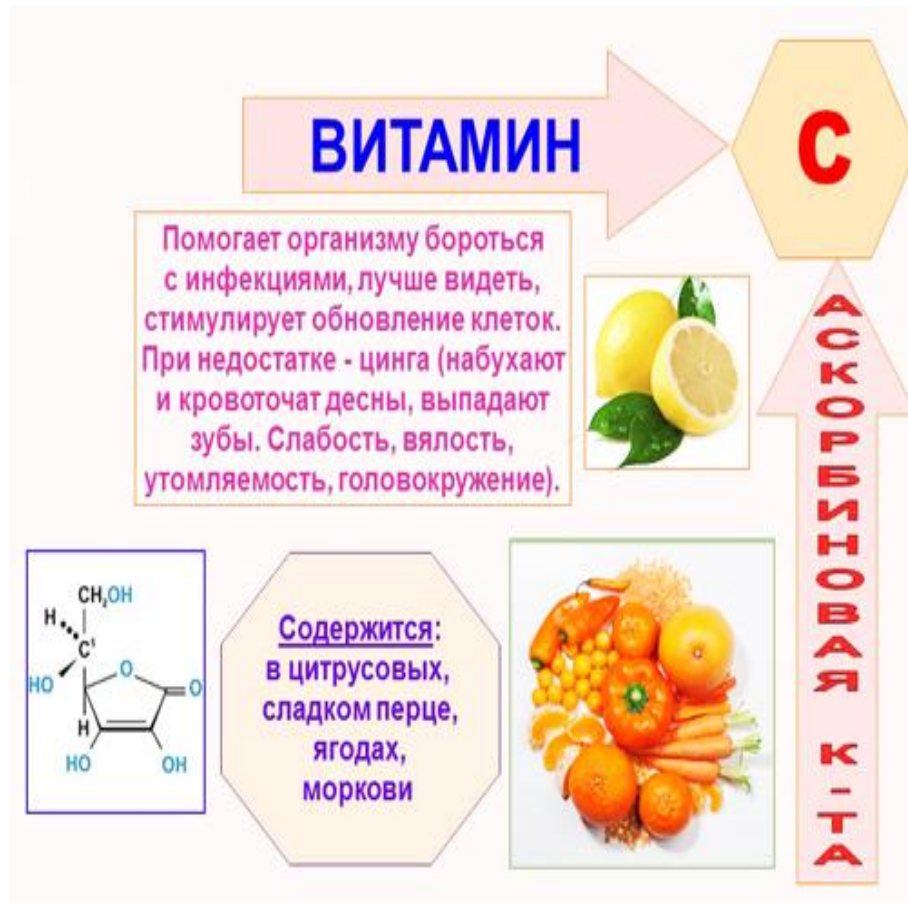 ВИТАМИН
С
Помогает организму бороться
с инфекциями, лучше видеть,
стимулирует обновление клеток.
При недостатке - цинга (набухают
и кровоточат десны, выпадают
зубы. Слабость, вялость,
утомляемость, головокружение).
АСКОРБИНОВАЯ К-ТА
CH₂OH
H
C⁵
HO
O
O
H
HO
OH
Содержится:
в цитрусовых,
сладком перце,
ягодах,
моркови